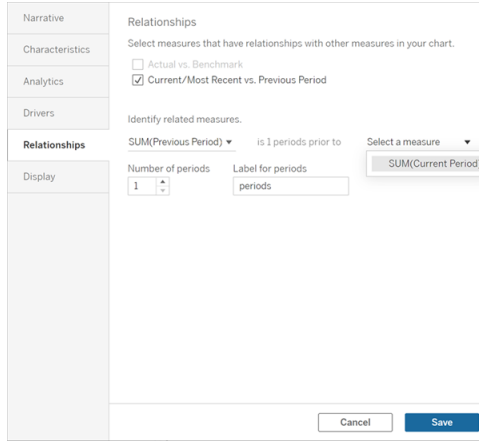 Narrative
Characteristics
Analytics
Drivers
Relationships
Display
Relationships
Select measures that have relationships with other measures in your chart.
Actual vs. Benchmark
Current/Most Recent vs. Previous Period
Identify related measures.
SUM(Previous Period) is 1 periods prior to Select a measure
SUM(Current Period)
Number of periods Label for periods
1 periods
Cancel Save